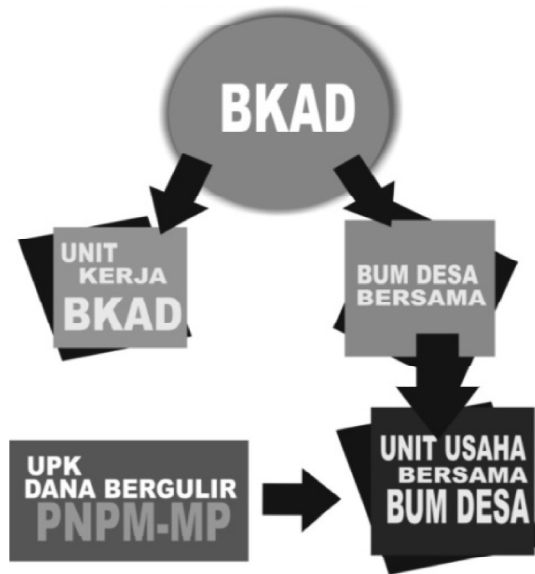 BKAD
UNIT
KERJA
BKAD
BUM DESA
BERSAMA
UPK
DANA BERGULIR
PNPM-MP
UNIT USAHA
BERSAMA
BUM DESA